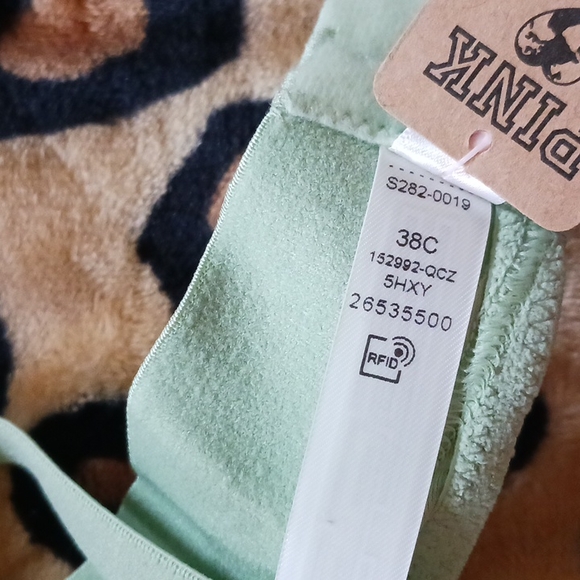 PINK
S282-0019
38C
152992-QCZ
5HXY
26535500
RFID